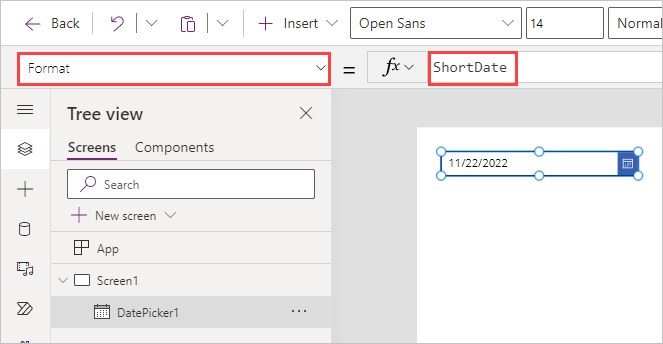 Back Insert Open Sans 14 Normal
Format = fx ShortDate
Tree view
Screens Components
11/22/2022
Search
New screen
App
Screen1
DatePicker1 ...